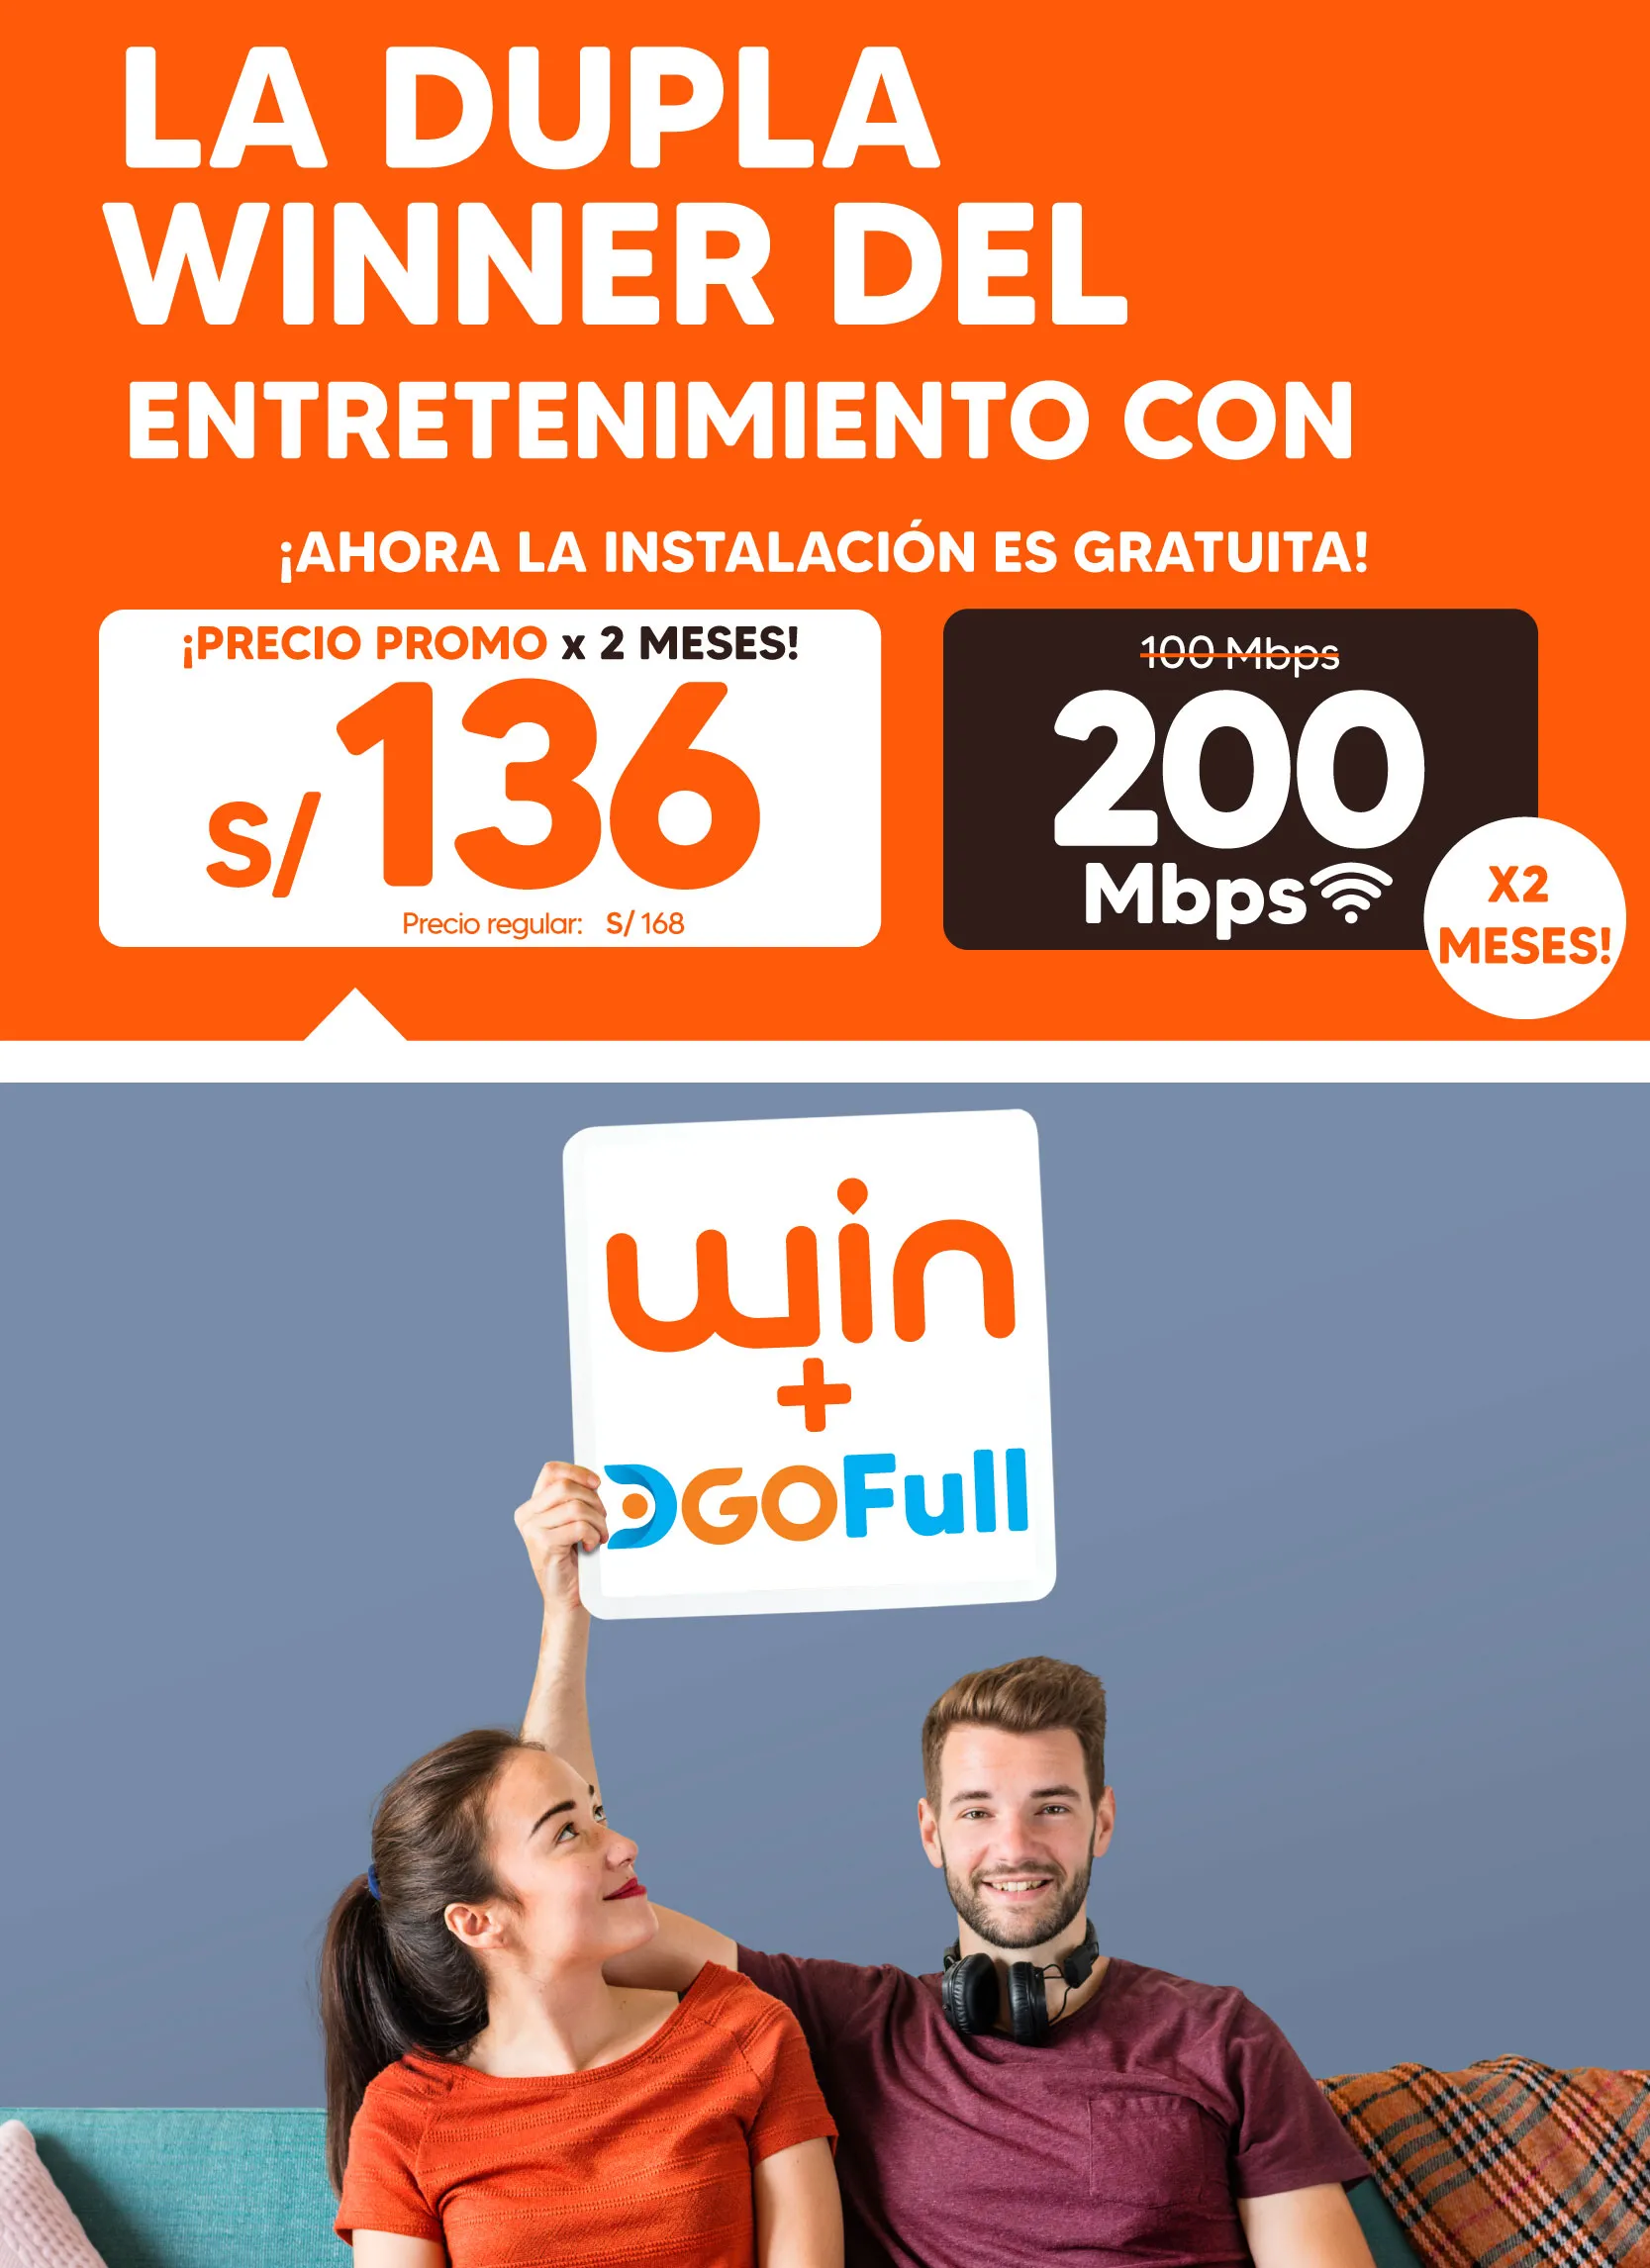 LA DUPLA
WINNER DEL
ENTRETENIMIENTO CON
¡AHORA LA INSTALACIÓN ES GRATUITA!
¡PRECIO PROMO x 2 MESES!
S/136
Precio regular: S/ 168
100 Mbps
200
Mbps
X2
MESES!
win
+
DGOFull